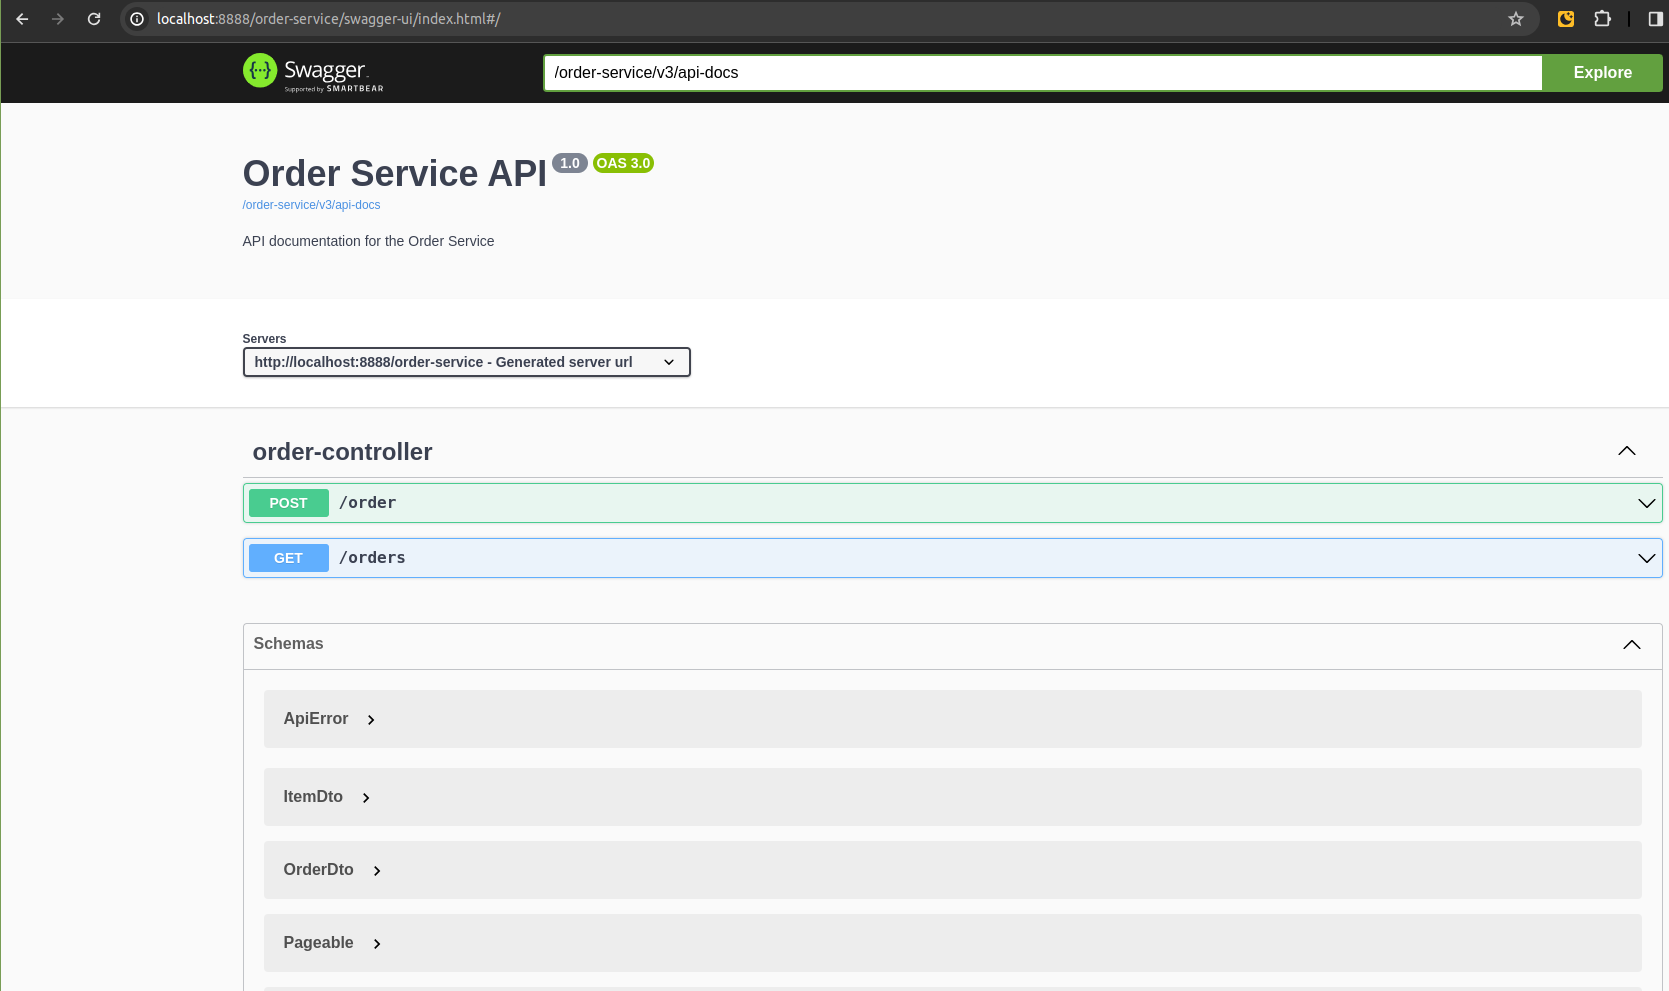 localhost:8888/order-service/swagger-ui/index.html#/
{···} Swagger.
Supported by SMARTBEAR
/order-service/v3/api-docs
Explore
Order Service API 1.0 OAS 3.0
/order-service/v3/api-docs
API documentation for the Order Service
Servers
http://localhost:8888/order-service - Generated server url
order-controller
POST /order
GET /orders
Schemas
ApiError
ItemDto
OrderDto
Pageable